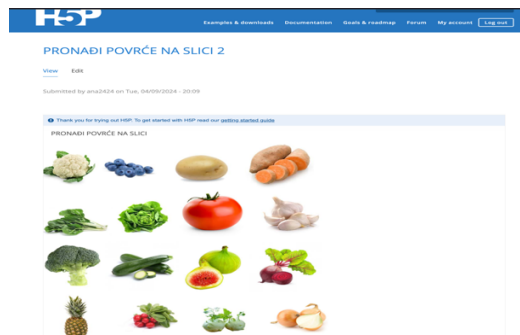 H5P
Examples & downloads Documentation Goals & roadmap Forum My account Log out
PRONAĐI POVRĆE NA SLICI 2
View Edit
Submitted by ana2424 on Tue, 04/09/2024 - 20:09
Thank you for trying out H5P. To get started with H5P read our getting started guide
PRONAĐI POVRĆE NA SLICI